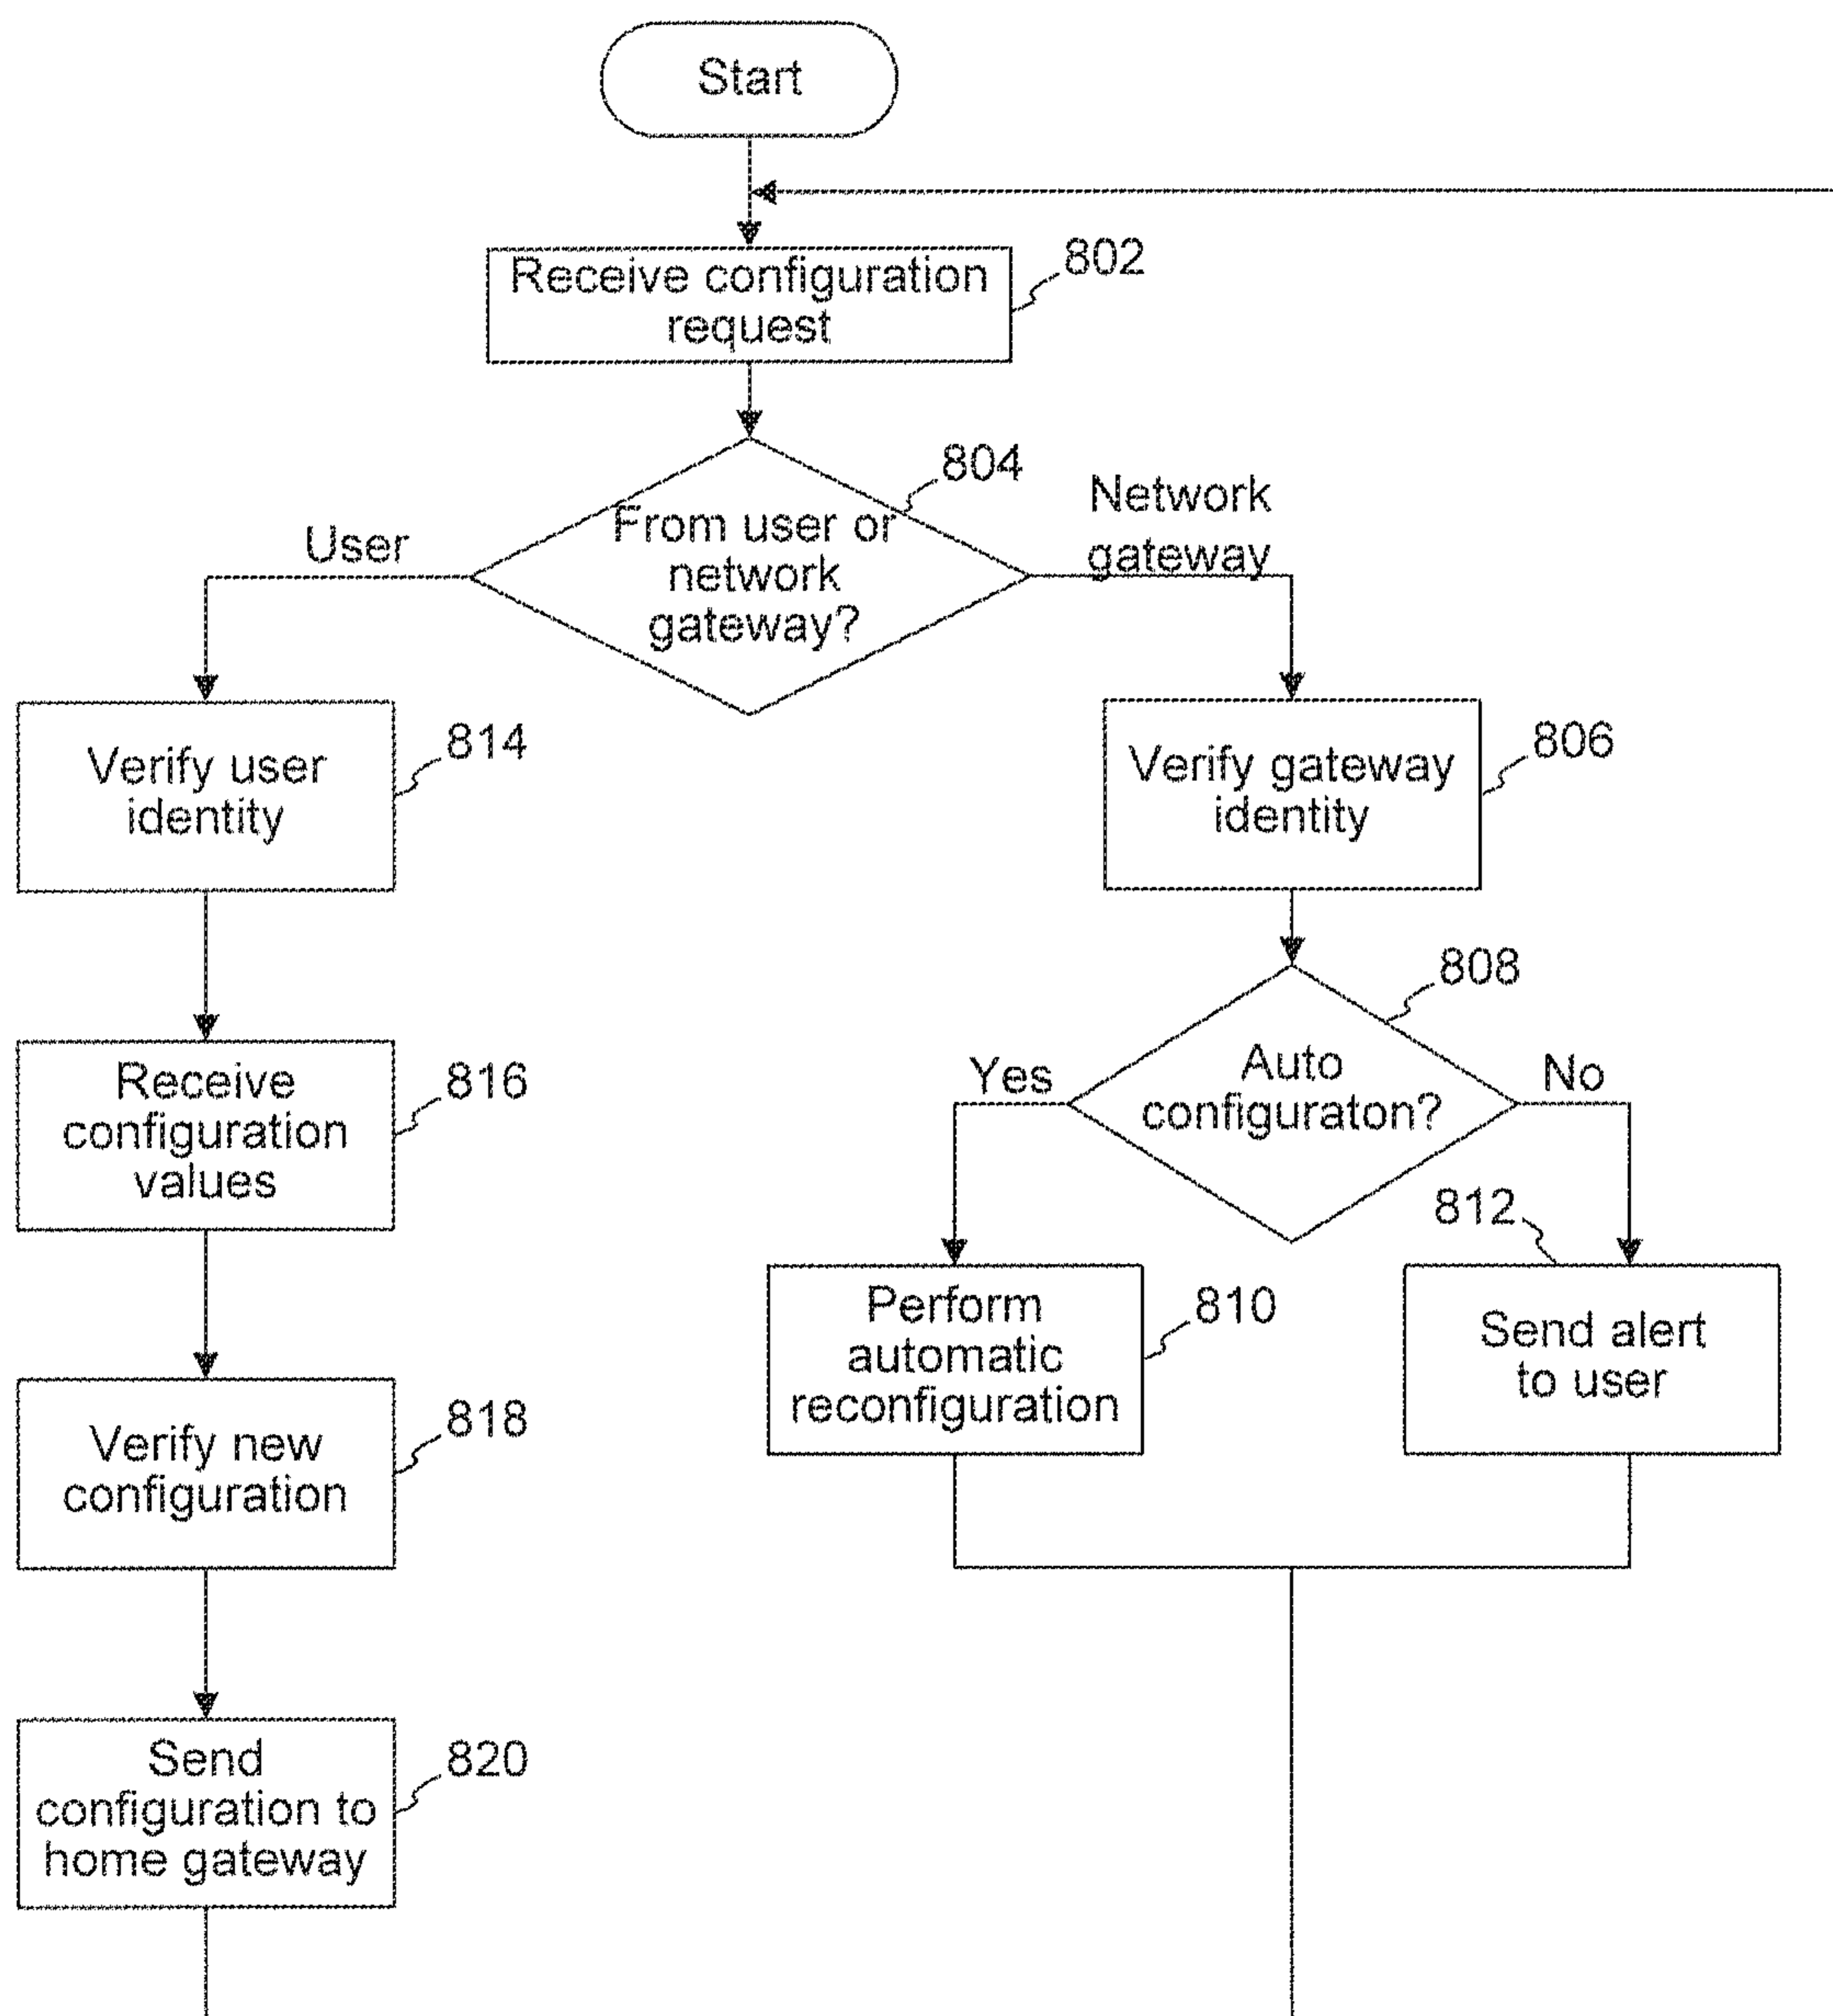 Start
Receive configuration
request
802
From user or
network
gateway?
804
User
Network
gateway
Verify user
identity
814
Verify gateway
identity
806
Receive
configuration
values
816
Auto
configuraton?
808
Yes
No
Verify new
configuration
818
Perform
automatic
reconfiguration
810
812
Send alert
to user
Send
configuration to
home gateway
820